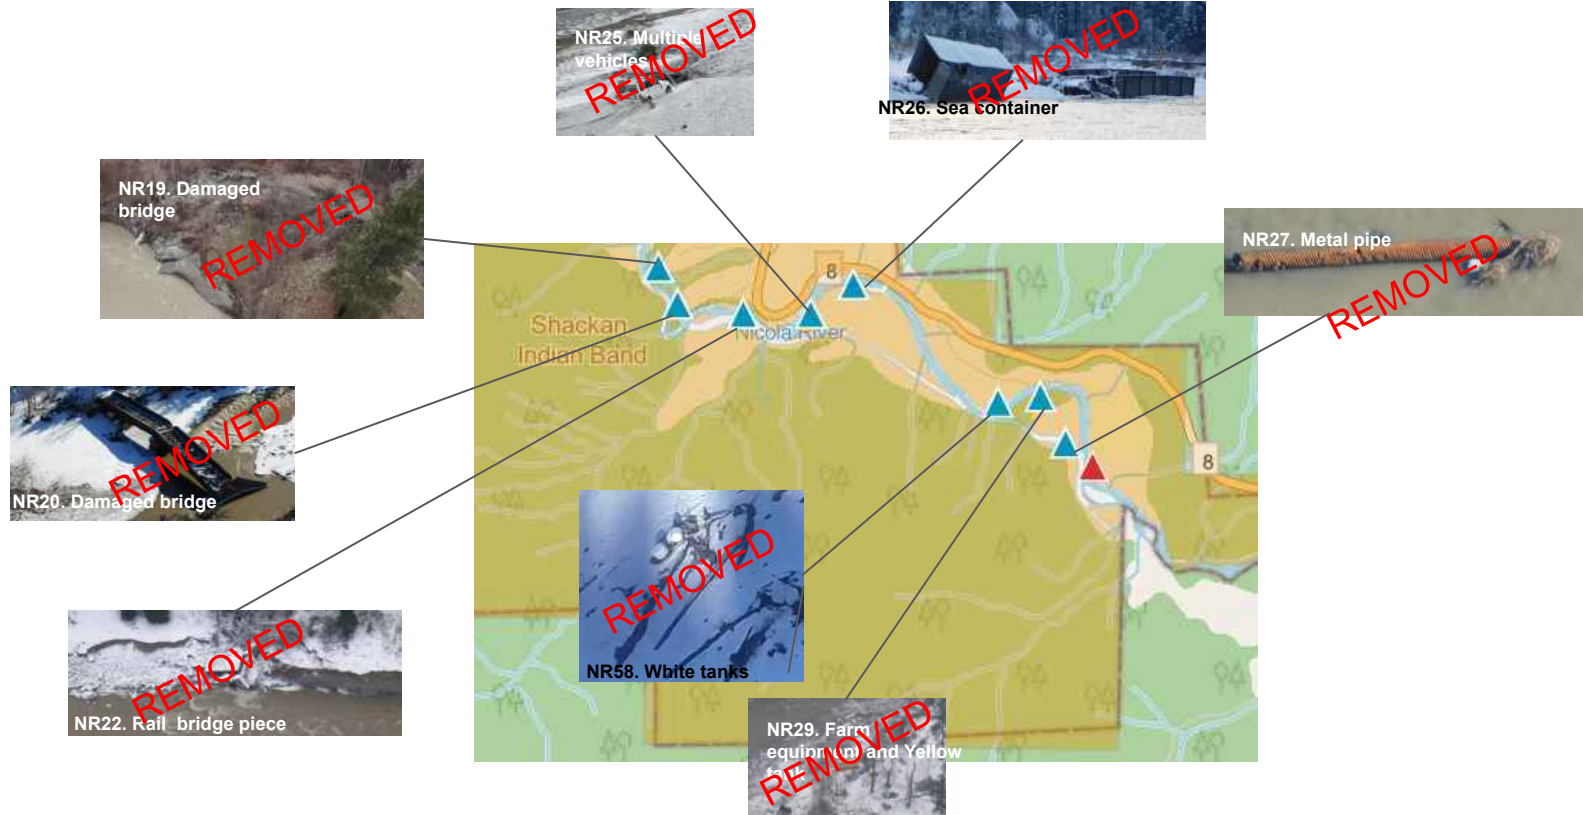 NR25. Multiple
vehicles
REMOVED
REMOVED
NR26. Sea container
NR19. Damaged
bridge
REMOVED
NR27. Metal pipe
REMOVED
8
Shackan
Indian Band
Nicola River
REMOVED
NR20. Damaged bridge
8
REMOVED
NR58. White tanks
REMOVED
NR22. Rail bridge piece
NR29. Farm
equipment and Yellow
REMOVED